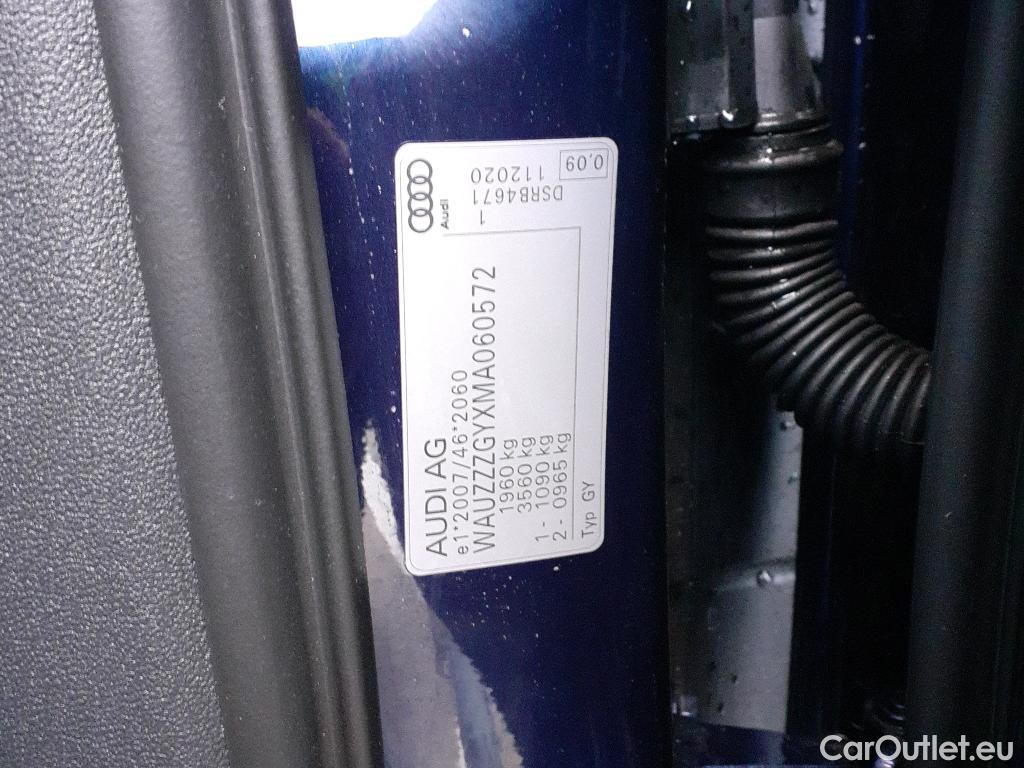 AUDI AG
e1*2007/46*2060
WAUZZZGYXMA060572
1960 kg
3560 kg
1 - 1090 kg
2 - 0965 kg
Typ GY
Audi
1
DSRB4671
112020
0,09
CarOutlet.eu